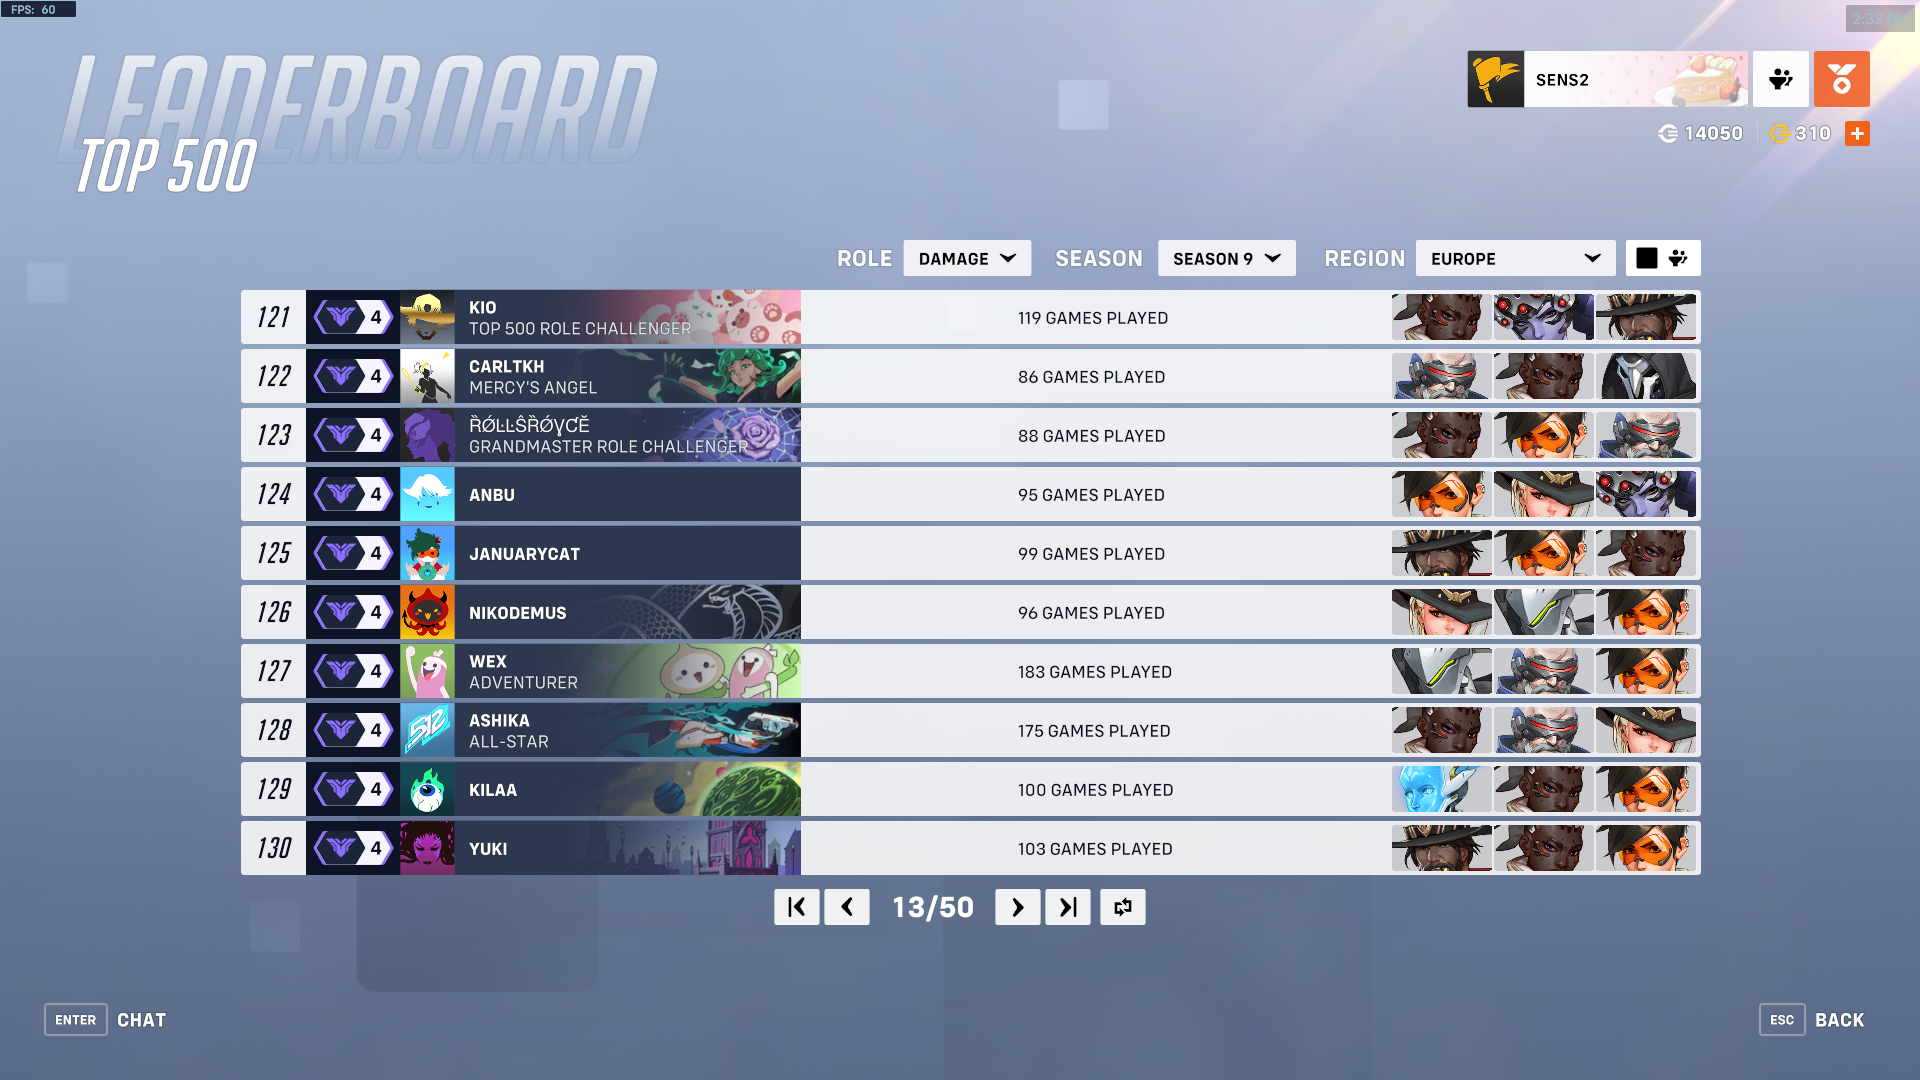 FPS: 60
2:32 PM
LEADERBOARD
TOP 500
SENS2
14050
310
ROLE DAMAGE SEASON SEASON 9 REGION EUROPE
121 4 KIO 119 GAMES PLAYED
TOP 500 ROLE CHALLENGER
122 4 CARLTKH 86 GAMES PLAYED
MERCY'S ANGEL
123 4 88 GAMES PLAYED
GRANDMASTER ROLE CHALLENGER
124 4 ANBU 95 GAMES PLAYED
125 4 JANUARYCAT 99 GAMES PLAYED
126 4 NIKODEMUS 96 GAMES PLAYED
127 4 WEX 183 GAMES PLAYED
ADVENTURER
128 4 512 ASHIKA 175 GAMES PLAYED
ALL-STAR
129 4 KILAA 100 GAMES PLAYED
130 4 YUKI 103 GAMES PLAYED
13/50
ENTER CHAT
ESC BACK